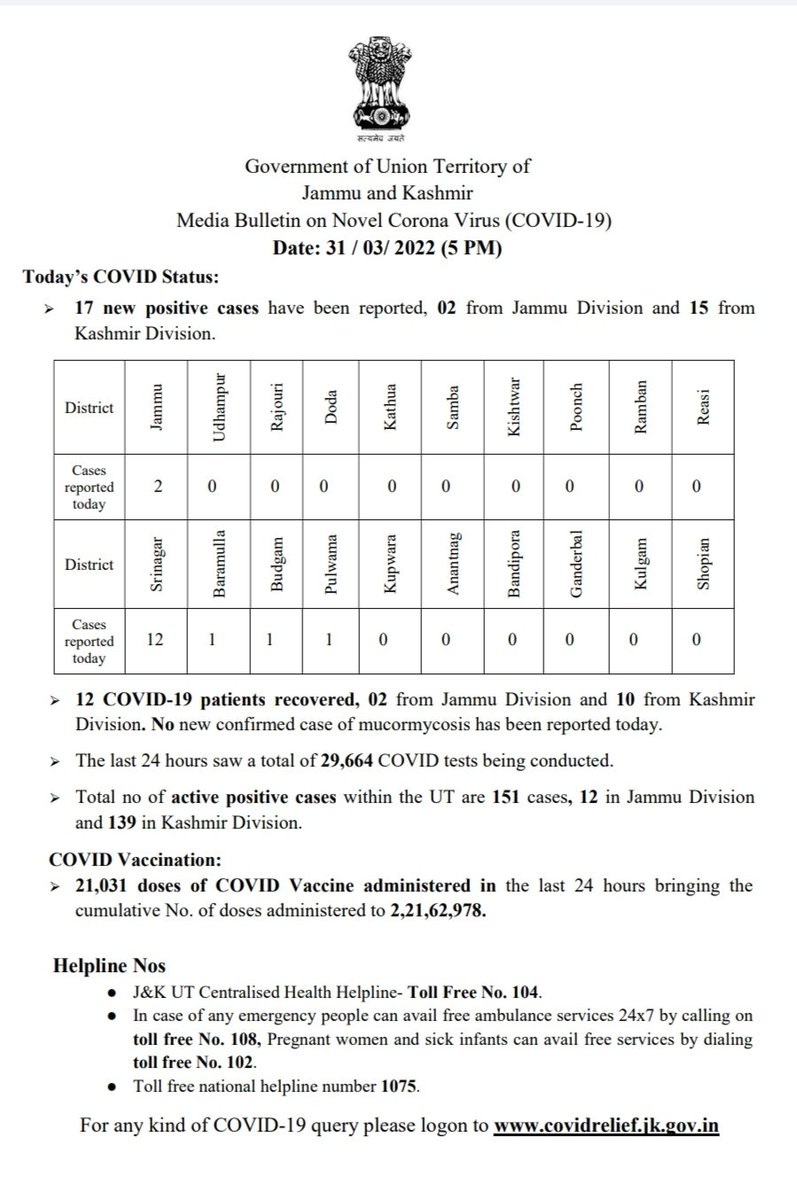 सत्यमेव जयते
Government of Union Territory of
Jammu and Kashmir
Media Bulletin on Novel Corona Virus (COVID-19)
Date: 31 / 03/ 2022 (5 PM)
Today's COVID Status:
➢ 17 new positive cases have been reported, 02 from Jammu Division and 15 from
Kashmir Division.
District Jammu Udhampur Rajouri Doda Kathua Samba Kishtwar Poonch Ramban Reasi
Cases
reported
today
2 0 0 0 0 0 0 0 0 0
District Srinagar Baramulla Budgam Pulwama Kupwara Anantnag Bandipora Ganderbal Kulgam Shopian
Cases
reported
today
12 1 1 1 0 0 0 0 0 0
➢ 12 COVID-19 patients recovered, 02 from Jammu Division and 10 from Kashmir
Division. No new confirmed case of mucormycosis has been reported today.
➢ The last 24 hours saw a total of 29,664 COVID tests being conducted.
➢ Total no of active positive cases within the UT are 151 cases, 12 in Jammu Division
and 139 in Kashmir Division.
COVID Vaccination:
➢ 21,031 doses of COVID Vaccine administered in the last 24 hours bringing the
cumulative No. of doses administered to 2,21,62,978.
Helpline Nos
● J&K UT Centralised Health Helpline- Toll Free No. 104.
● In case of any emergency people can avail free ambulance services 24x7 by calling on
toll free No. 108, Pregnant women and sick infants can avail free services by dialing
toll free No. 102.
● Toll free national helpline number 1075.
For any kind of COVID-19 query please logon to www.covidrelief.jk.gov.in